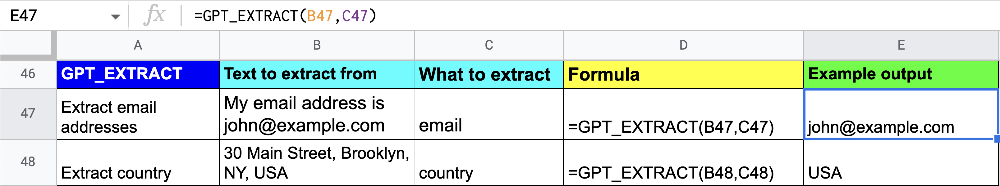 E47 fx =GPT_EXTRACT(B47,C47)
A B C D E
46 GPT_EXTRACT Text to extract from What to extract Formula Example output
47 Extract email addresses My email address is john@example.com email =GPT_EXTRACT(B47,C47) john@example.com
48 Extract country 30 Main Street, Brooklyn, NY, USA country =GPT_EXTRACT(B48,C48) USA